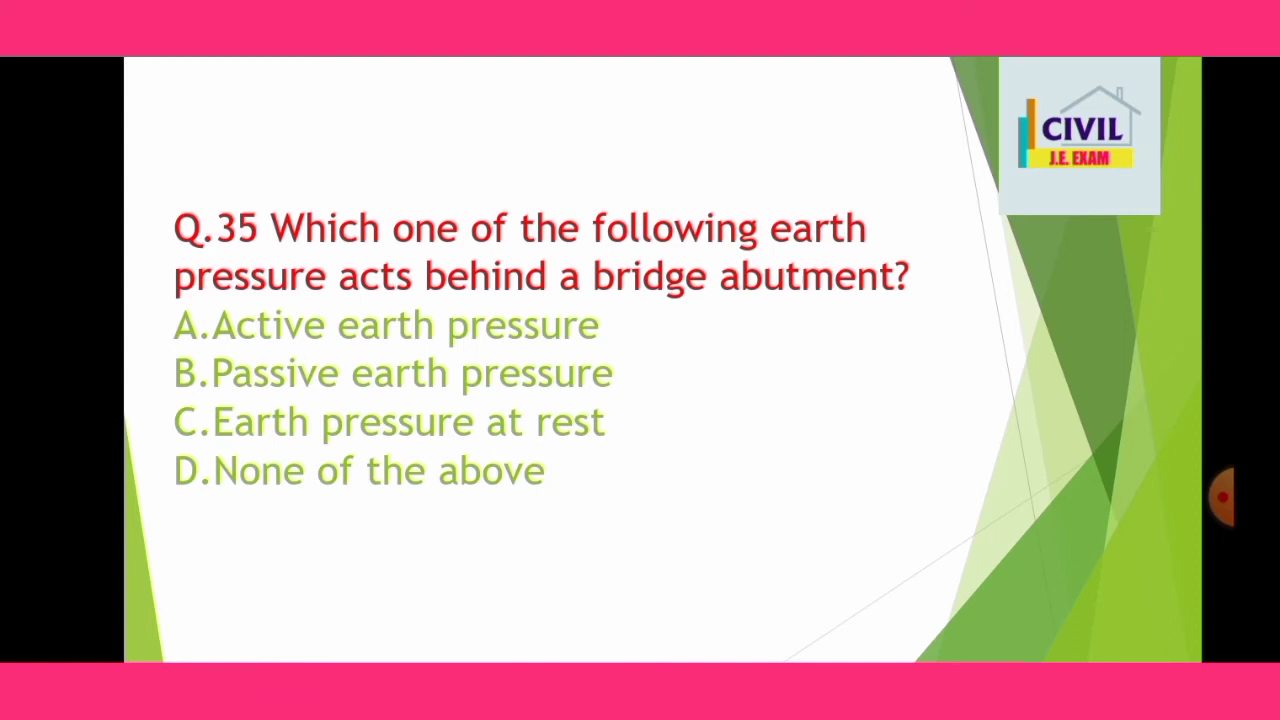 CIVIL
J.E. EXAM
Q.35 Which one of the following earth
pressure acts behind a bridge abutment?
A.Active earth pressure
B.Passive earth pressure
C.Earth pressure at rest
D.None of the above